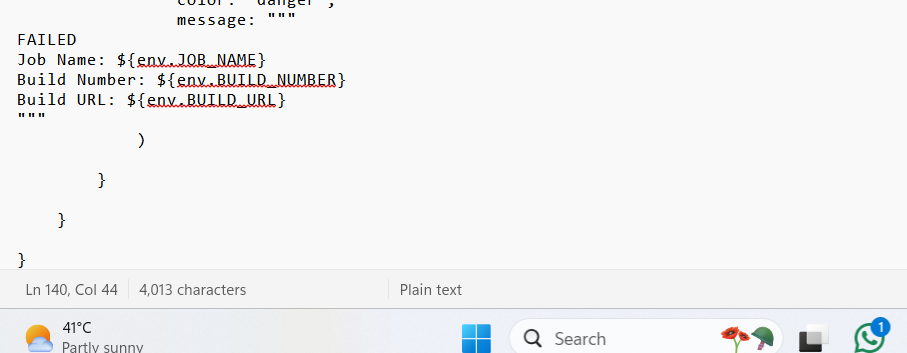 color: "danger",
message: """
FAILED
Job Name: ${env.JOB_NAME}
Build Number: ${env.BUILD_NUMBER}
Build URL: ${env.BUILD_URL}
"""
)
}
}
}
Ln 140, Col 44 4,013 characters Plain text
41°C
Partly sunny
Search
1